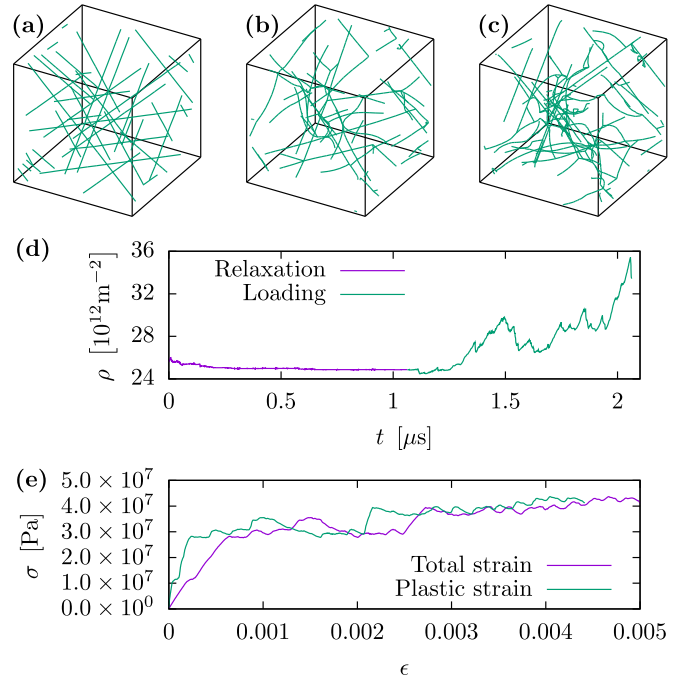 (a) (b) (c)
(d)
36
32
28
24
ρ [10¹²m⁻²]
Relaxation
Loading
0 0.5 1 1.5 2
t [μs]
(e)
5.0 × 10⁷
4.0 × 10⁷
3.0 × 10⁷
2.0 × 10⁷
1.0 × 10⁷
0.0 × 10⁰
σ [Pa]
Total strain
Plastic strain
0 0.001 0.002 0.003 0.004 0.005
ϵ